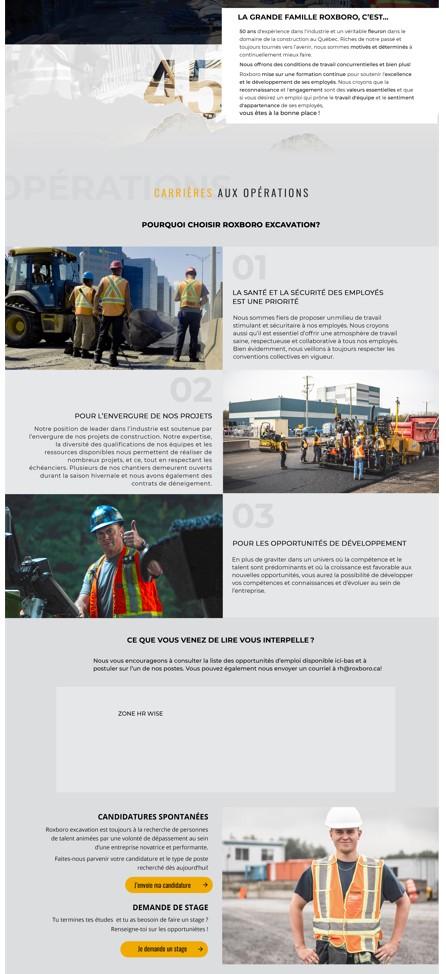 LA GRANDE FAMILLE ROXBORO, C'EST...
50 ans d'expérience dans l'industrie et un véritable fleuron dans le
domaine de la construction au Québec. Riches de notre passé et
toujours tournés vers l'avenir, nous sommes motivés et déterminés à
continuellement mieux faire.
Nous offrons des conditions de travail concurrentielles et bien plus!
Roxboro mise sur une formation continue pour soutenir l'excellence
et le développement de ses employés. Nous croyons que la
reconnaissance et l'engagement sont des valeurs essentielles et que
si vous désirez un emploi qui prône le travail d'équipe et le sentiment
d'appartenance de ses employés,
vous êtes à la bonne place !
45
OPÉRATIONS
CARRIÈRES AUX OPÉRATIONS
POURQUOI CHOISIR ROXBORO EXCAVATION?
01
LA SANTÉ ET LA SÉCURITÉ DES EMPLOYÉS
EST UNE PRIORITÉ
Nous sommes fiers de proposer unmilieu de travail
stimulant et sécuritaire à nos employés. Nous croyons
aussi qu'il est essentiel d'offrir une atmosphère de travail
saine, respectueuse et collaborative à tous nos employés.
Bien évidemment, nous veillons à toujours respecter les
conventions collectives en vigueur.
02
POUR L'ENVERGURE DE NOS PROJETS
Notre position de leader dans l'industrie est soutenue par
l'envergure de nos projets de construction. Notre expertise,
la diversité des qualifications de nos équipes et les
ressources disponibles nous permettent de réaliser de
nombreux projets, et ce, tout en respectant les
échéanciers. Plusieurs de nos chantiers demeurent ouverts
durant la saison hivernale et nous avons également des
contrats de déneigement.
03
POUR LES OPPORTUNITÉS DE DÉVELOPPEMENT
En plus de graviter dans un univers où la compétence et le
talent sont prédominants et où la croissance est favorable aux
nouvelles opportunités, vous aurez la possibilité de développer
vos compétences et connaissances et d'évoluer au sein de
l'entreprise.
CE QUE VOUS VENEZ DE LIRE VOUS INTERPELLE ?
Nous vous encourageons à consulter la liste des opportunités d'emploi disponible ici-bas et à
postuler sur l'un de nos postes. Vous pouvez également nous envoyer un courriel à rh@roxboro.ca!
ZONE HR WISE
CANDIDATURES SPONTANÉES
Roxboro excavation est toujours à la recherche de personnes
de talent animées par une volonté de dépassement au sein
d'une entreprise novatrice et performante.
Faites-nous parvenir votre candidature et le type de poste
recherché dès aujourd'hui!
J'envoie ma candidature
DEMANDE DE STAGE
Tu termines tes études et tu as beosoin de faire un stage ?
Renseigne-toi sur les opportuniètes !
Je demande un stage